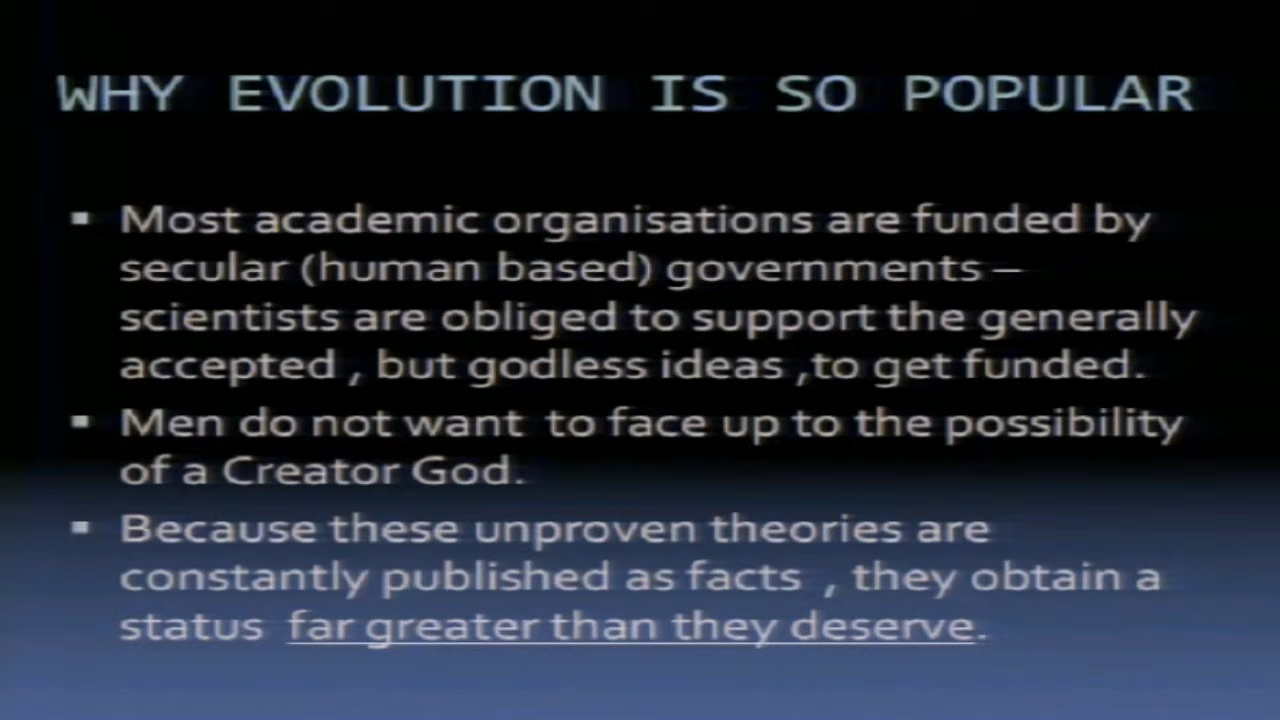 WHY EVOLUTION IS SO POPULAR
▪ Most academic organisations are funded by
secular (human based) governments –
scientists are obliged to support the generally
accepted , but godless ideas ,to get funded.
▪ Men do not want  to face up to the possibility
of a Creator God.
▪ Because these unproven theories are
constantly published as facts  , they obtain a
status  far greater than they deserve.